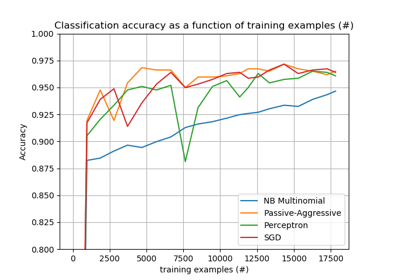 Classification accuracy as a function of training examples (#)
1.000
0.975
0.950
0.925
0.900
0.875
0.850
0.825
0.800
Accuracy
NB Multinomial
Passive-Aggressive
Perceptron
SGD
0 2500 5000 7500 10000 12500 15000 17500
training examples (#)